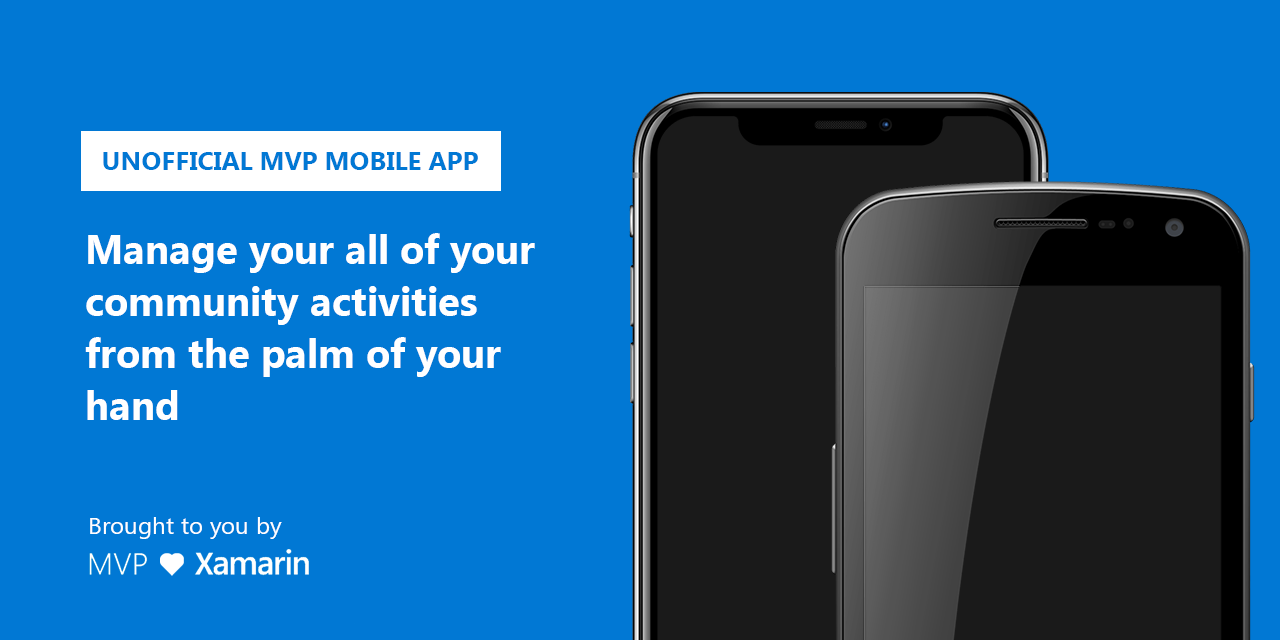 UNOFFICIAL MVP MOBILE APP
Manage your all of your
community activities
from the palm of your
hand
Brought to you by
MVP Xamarin